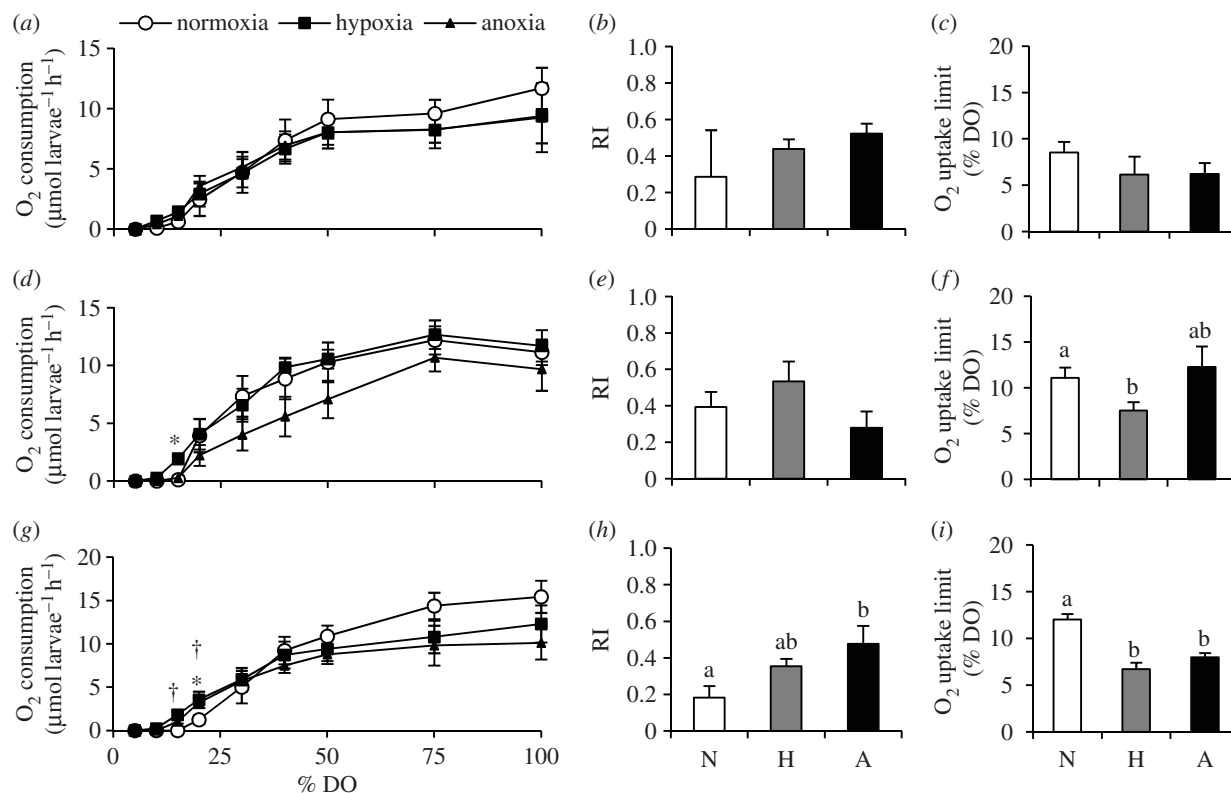 (a) normoxia hypoxia anoxia (b) (c)
O₂ consumption
(µmol larvae⁻¹ h⁻¹)
15
10
5
0
0 25 50 75 100
RI
1.0
0.8
0.6
0.4
0.2
0
O₂ uptake limit
(% DO)
20
15
10
5
0
(d) (e) (f)
O₂ consumption
(µmol larvae⁻¹ h⁻¹)
15
10
5
0
*
RI
1.0
0.8
0.6
0.4
0.2
0
O₂ uptake limit
(% DO)
20
15
10
5
0
a b ab
(g) (h) (i)
O₂ consumption
(µmol larvae⁻¹ h⁻¹)
20
15
10
5
0
†
† *
0 25 50 75 100
% DO
RI
1.0
0.8
0.6
0.4
0.2
0
a ab b
N H A
O₂ uptake limit
(% DO)
20
15
10
5
0
a b b
N H A